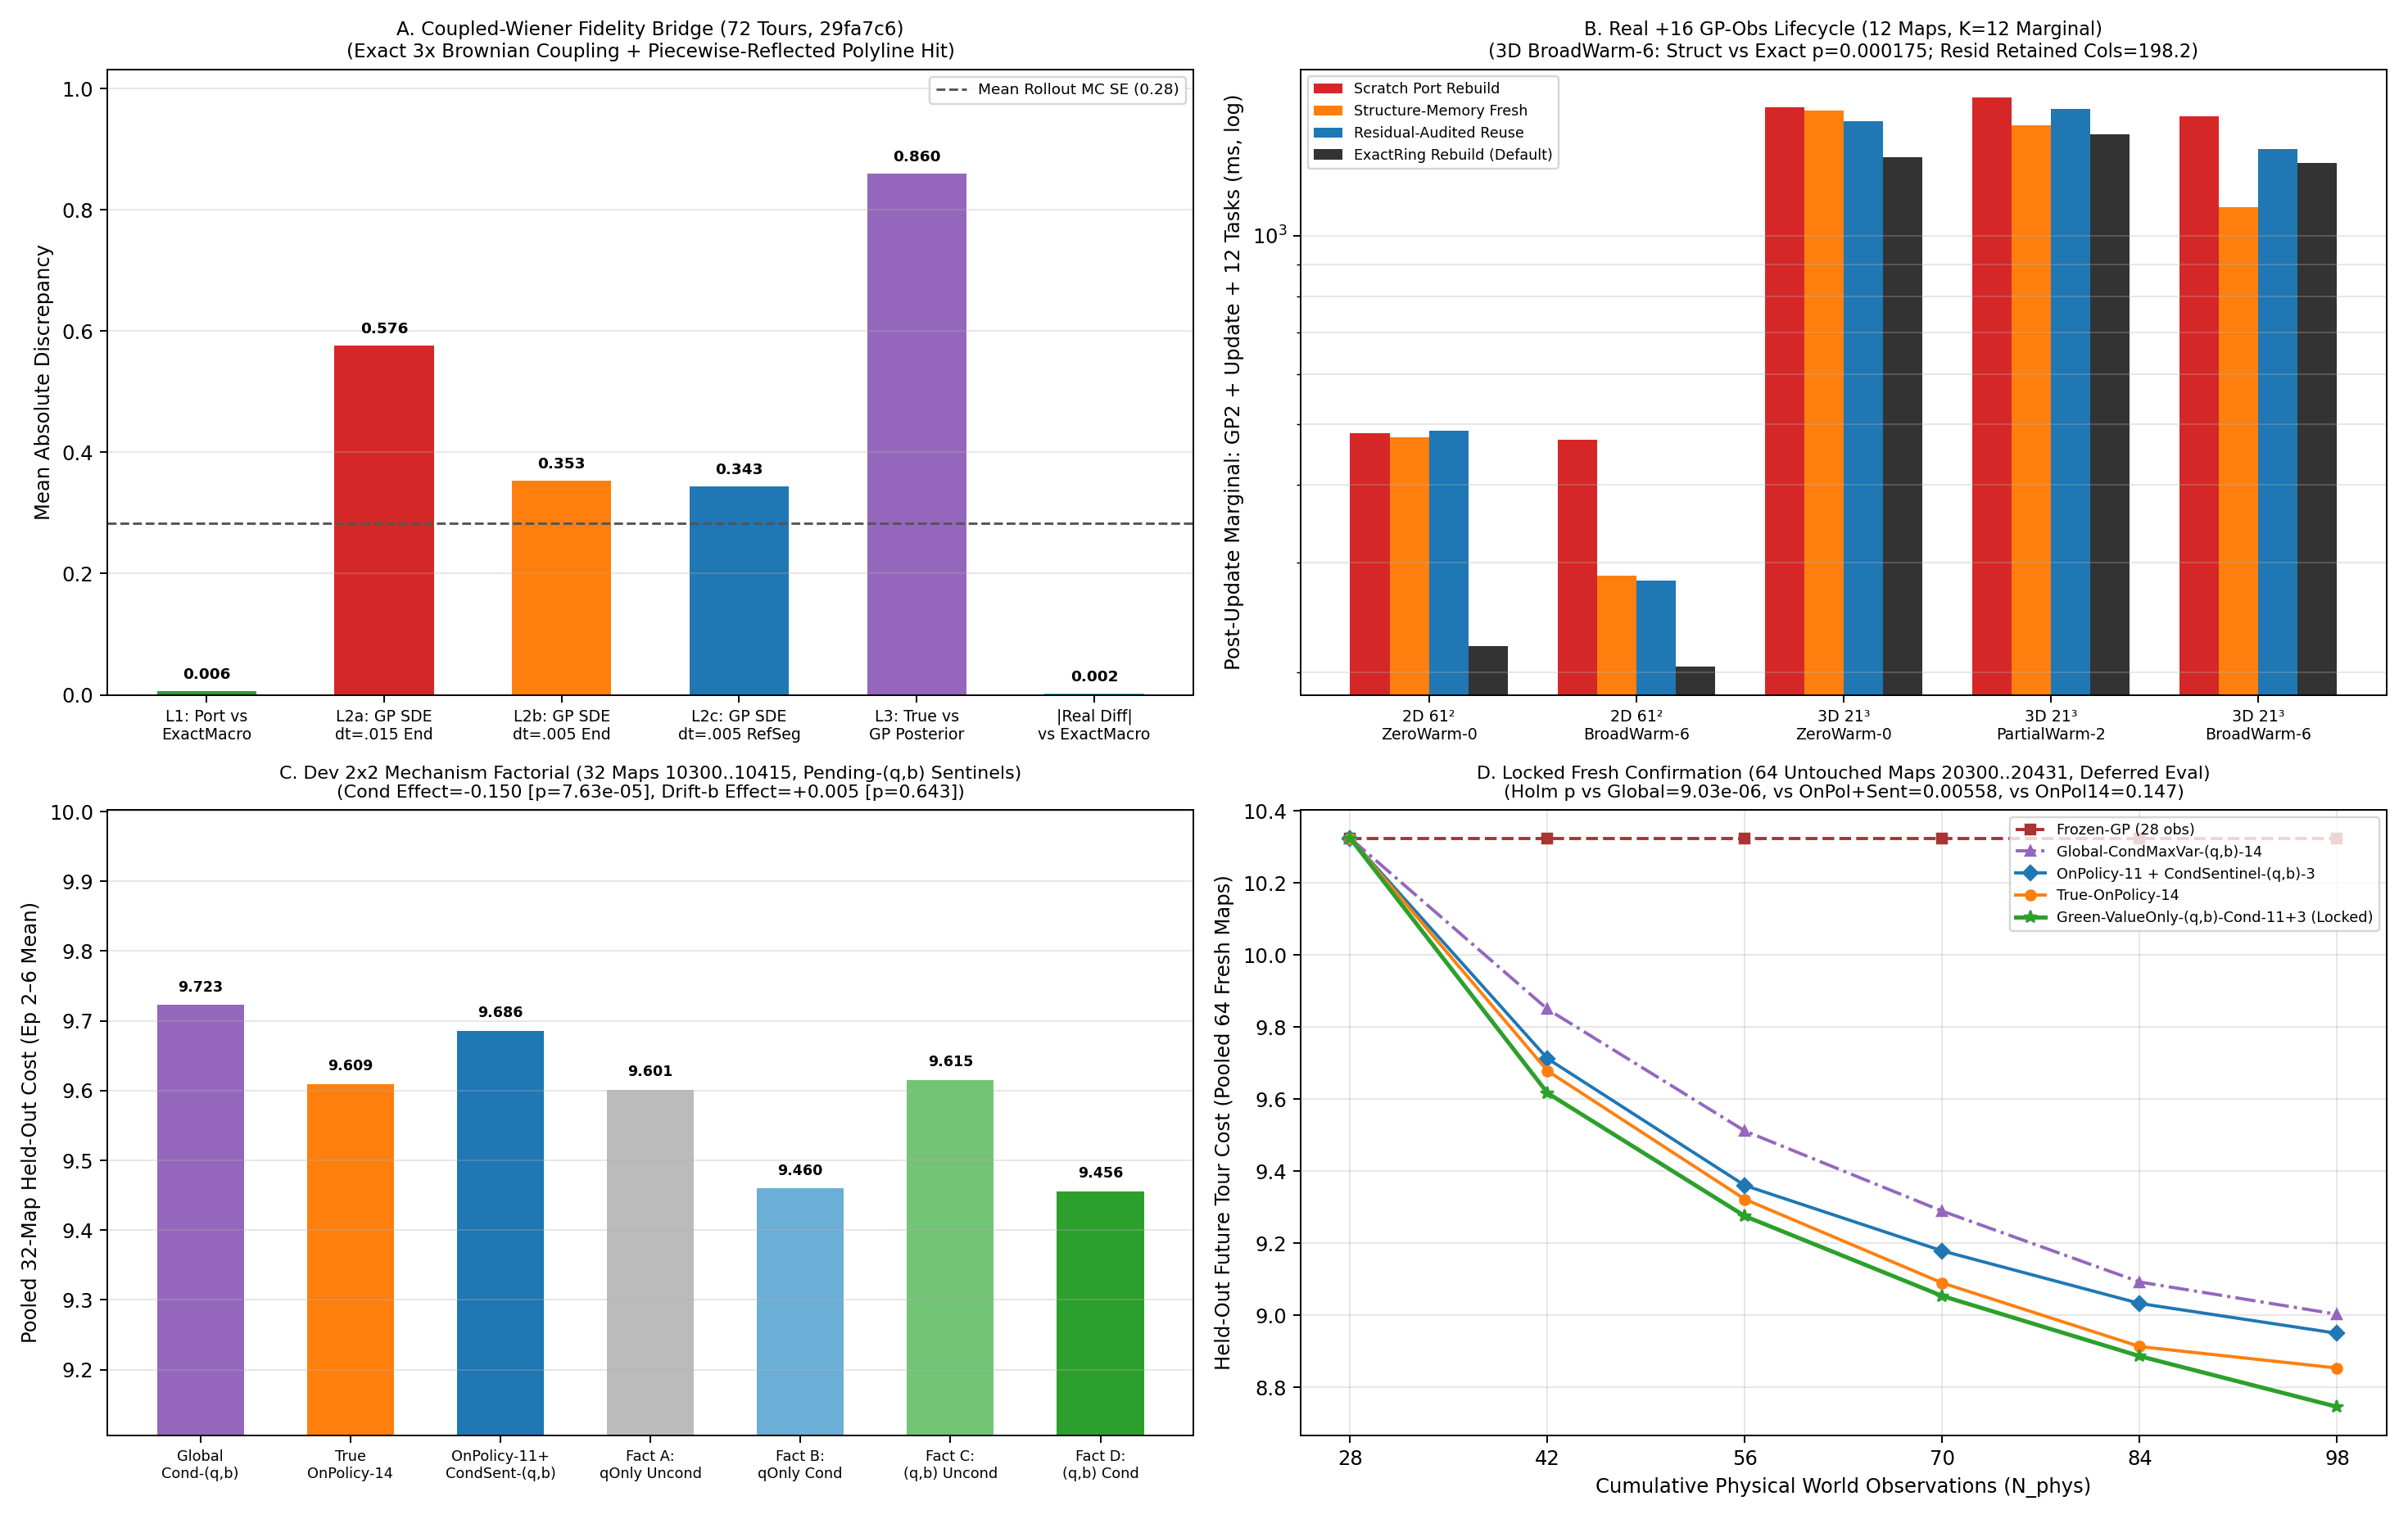 A. Coupled-Wiener Fidelity Bridge (72 Tours, 29fa7c6)
(Exact 3x Brownian Coupling + Piecewise-Reflected Polyline Hit)
Mean Absolute Discrepancy
1.0
0.8
0.6
0.4
0.2
0.0
Mean Rollout MC SE (0.28)
0.006
0.576
0.353
0.343
0.860
0.002
L1: Port vs
ExactMacro
L2a: GP SDE
dt=.015 End
L2b: GP SDE
dt=.005 End
L2c: GP SDE
dt=.005 RefSeg
L3: True vs
GP Posterior
|Real Diff|
vs ExactMacro
B. Real +16 GP-Obs Lifecycle (12 Maps, K=12 Marginal)
(3D BroadWarm-6: Struct vs Exact p=0.000175; Resid Retained Cols=198.2)
Post-Update Marginal: GP2 + Update + 12 Tasks (ms, log)
10³
Scratch Port Rebuild
Structure-Memory Fresh
Residual-Audited Reuse
ExactRing Rebuild (Default)
2D 61²
ZeroWarm-0
2D 61²
BroadWarm-6
3D 21³
ZeroWarm-0
3D 21³
PartialWarm-2
3D 21³
BroadWarm-6
C. Dev 2x2 Mechanism Factorial (32 Maps 10300..10415, Pending-(q,b) Sentinels)
(Cond Effect=-0.150 [p=7.63e-05], Drift-b Effect=+0.005 [p=0.643])
Pooled 32-Map Held-Out Cost (Ep 2–6 Mean)
10.0
9.9
9.8
9.7
9.6
9.5
9.4
9.3
9.2
9.723
9.609
9.686
9.601
9.460
9.615
9.456
Global
Cond-(q,b)
True
OnPolicy-14
OnPolicy-11+
CondSent-(q,b)
Fact A:
qOnly Uncond
Fact B:
qOnly Cond
Fact C:
(q,b) Uncond
Fact D:
(q,b) Cond
D. Locked Fresh Confirmation (64 Untouched Maps 20300..20431, Deferred Eval)
(Holm p vs Global=9.03e-06, vs OnPol+Sent=0.00558, vs OnPol14=0.147)
Held-Out Future Tour Cost (Pooled 64 Fresh Maps)
10.4
10.2
10.0
9.8
9.6
9.4
9.2
9.0
8.8
Frozen-GP (28 obs)
Global-CondMaxVar-(q,b)-14
OnPolicy-11 + CondSentinel-(q,b)-3
True-OnPolicy-14
Green-ValueOnly-(q,b)-Cond-11+3 (Locked)
28
42
56
70
84
98
Cumulative Physical World Observations (N_phys)